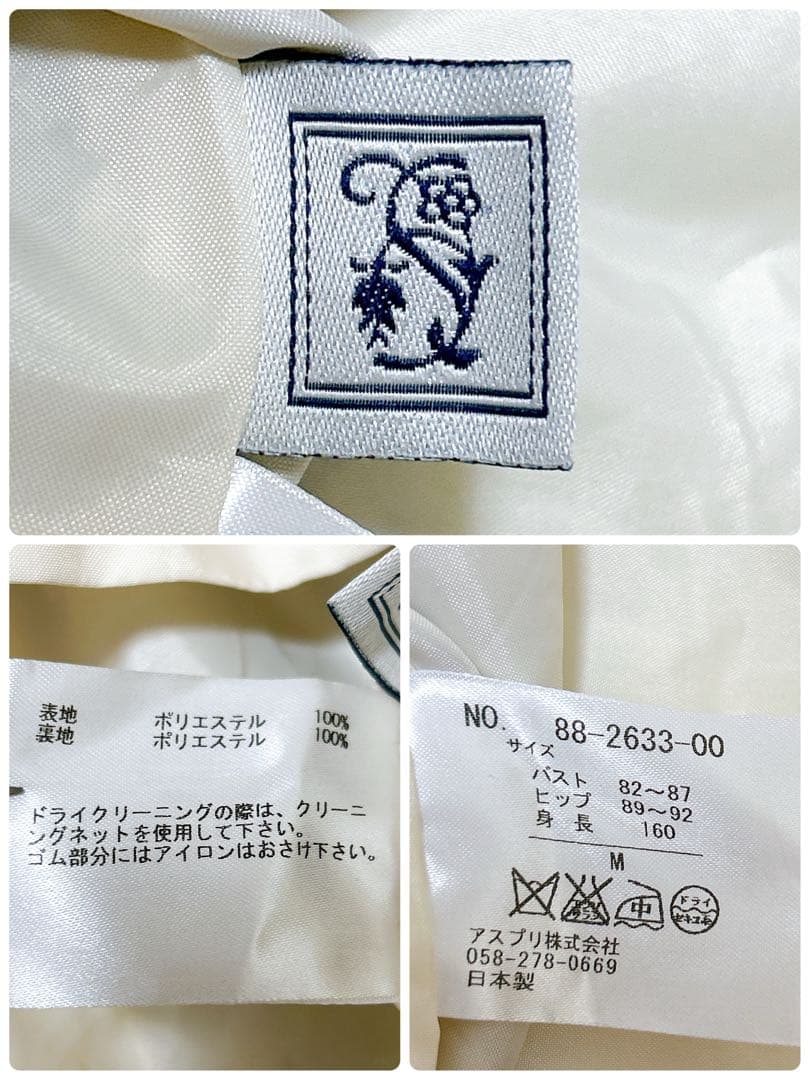 表地 ポリエステル 100%
裏地 ポリエステル 100%
ドライクリーニングの際は、クリーニ
ングネットを使用して下さい。
ゴム部分にはアイロンはおさけ下さい。
NO. 88-2633-00
サイズ
バスト 82〜87
ヒップ 89〜92
身長 160
M
中
ドライ
セキユ系
アスプリ株式会社
058-278-0669
日本製